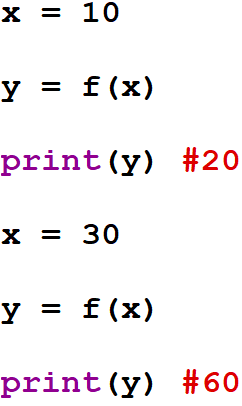 x = 10
y = f(x)
print(y) #20
x = 30
y = f(x)
print(y) #60